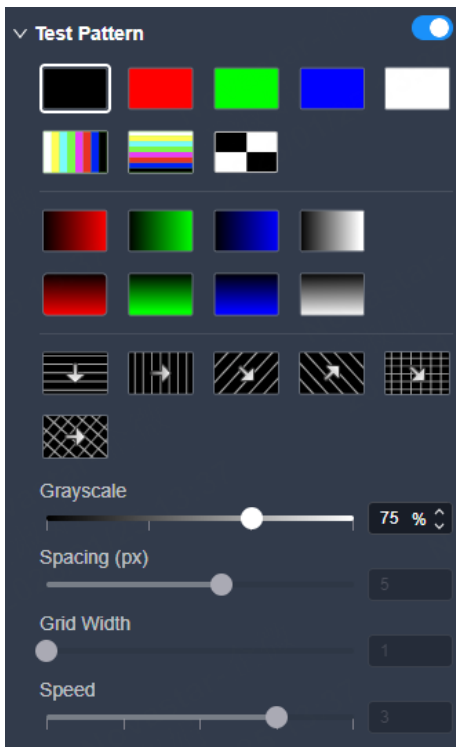 Test Pattern
Grayscale
75 %
Spacing (px)
5
Grid Width
1
Speed
3